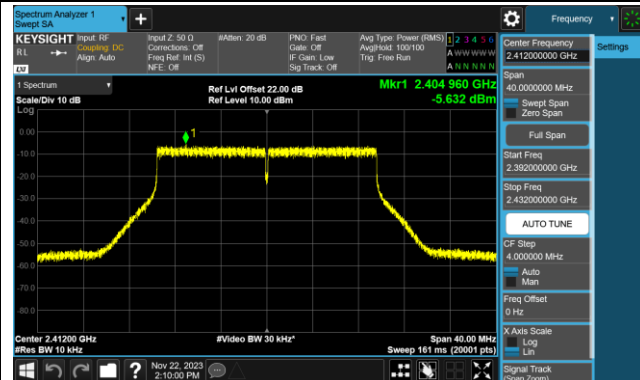 Spectrum Analyzer 1
Swept SA
Frequency
KEYSIGHT
RL
LXI
Input: RF
Coupling: DC
Align: Auto
Input Z: 50 Ω
Corrections: Off
Freq Ref: Int (S)
NFE: Off
#Atten: 20 dB
PNO: Fast
Gate: Off
IF Gain: Low
Sig Track: Off
Avg Type: Power (RMS)
Avg|Hold: 100/100
Trig: Free Run
1 2 3 4 5 6
A W W W W W
A N N N N N
Center Frequency
2.412000000 GHz
Settings
Span
40.0000000 MHz
Swept Span
Zero Span
Full Span
Start Freq
2.392000000 GHz
Stop Freq
2.432000000 GHz
AUTO TUNE
CF Step
4.000000 MHz
Auto
Man
Freq Offset
0 Hz
X Axis Scale
Log
Lin
Signal Track
(Span Zoom)
1 Spectrum
Scale/Div 10 dB
Log
Ref Lvl Offset 22.00 dB
Ref Level 10.00 dBm
Mkr1 2.404 960 GHz
-5.632 dBm
1
0.00
-10.0
-20.0
-30.0
-40.0
-50.0
-60.0
-70.0
-80.0
Center 2.41200 GHz
#Res BW 10 kHz
#Video BW 30 kHz*
Span 40.00 MHz
Sweep 161 ms (20001 pts)
?
Nov 22, 2023
2:10:00 PM